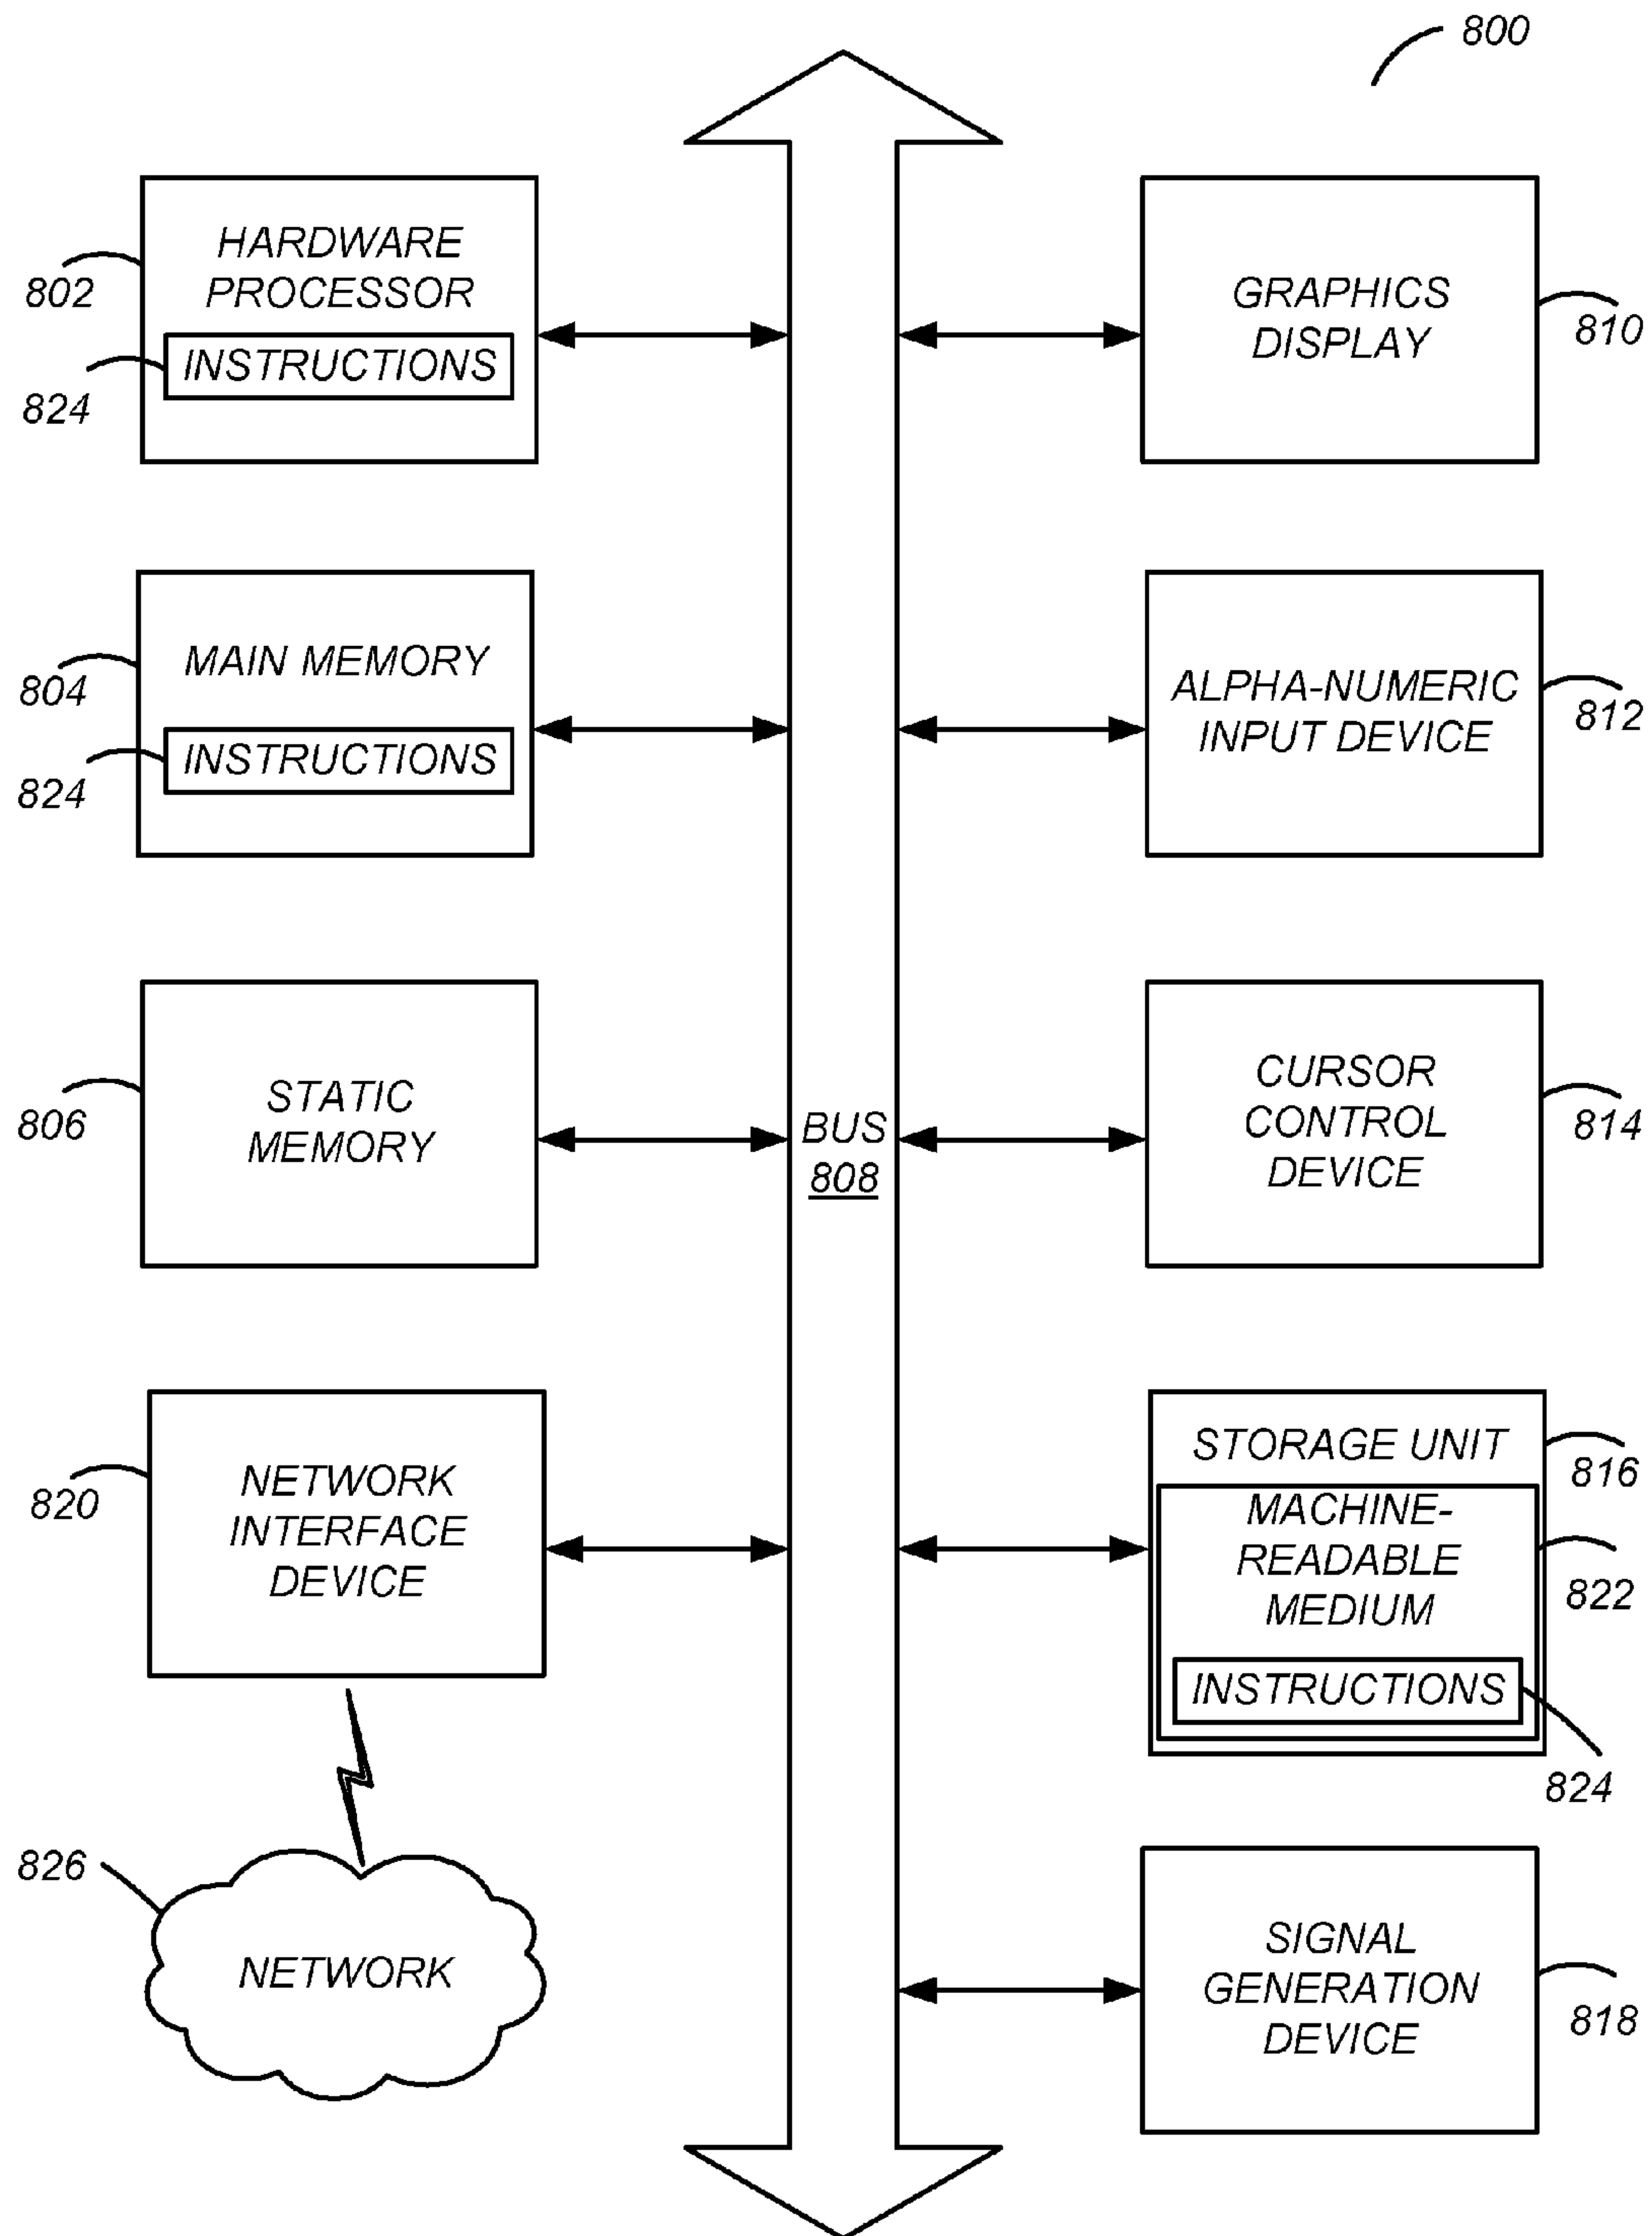 800
HARDWARE
PROCESSOR
802
INSTRUCTIONS
824
GRAPHICS
DISPLAY
810
MAIN MEMORY
804
INSTRUCTIONS
824
ALPHA-NUMERIC
INPUT DEVICE
812
STATIC
MEMORY
806
BUS
808
CURSOR
CONTROL
DEVICE
814
NETWORK
INTERFACE
DEVICE
820
STORAGE UNIT
816
MACHINE-
READABLE
MEDIUM
822
INSTRUCTIONS
824
826
NETWORK
SIGNAL
GENERATION
DEVICE
818